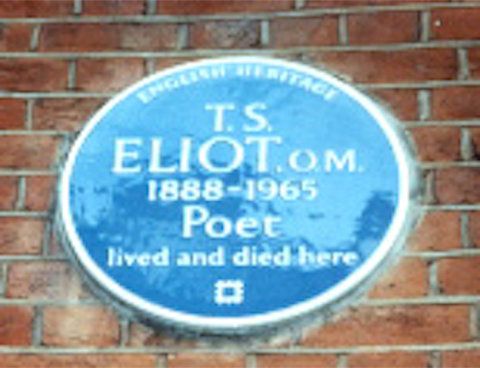 ENGLISH HERITAGE
T. S.
ELIOT, O.M.
1888-1965
Poet
lived and died here